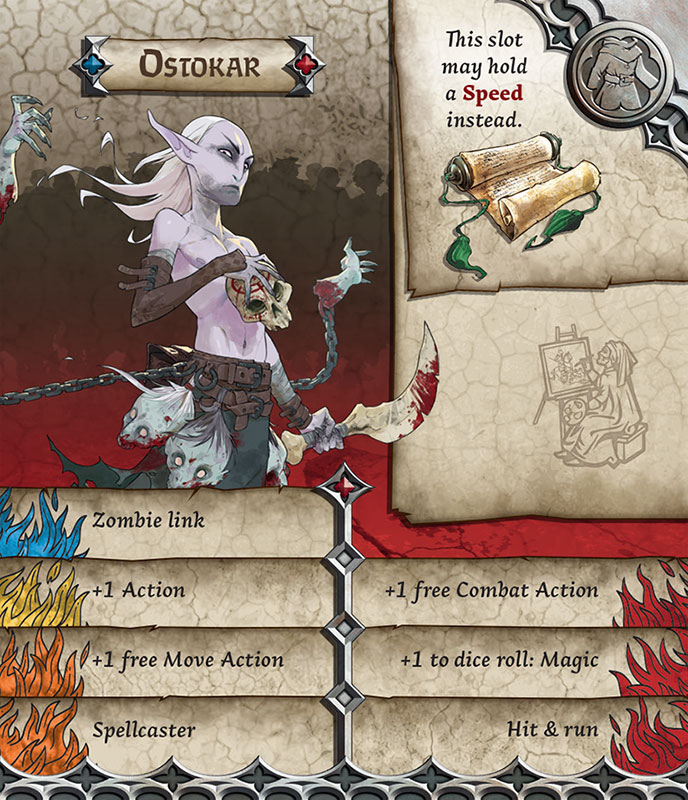 Ostokar
This slot
may hold
a Speed
instead.
Zombie link
+1 Action
+1 free Move Action
Spellcaster
+1 free Combat Action
+1 to dice roll: Magic
Hit & run